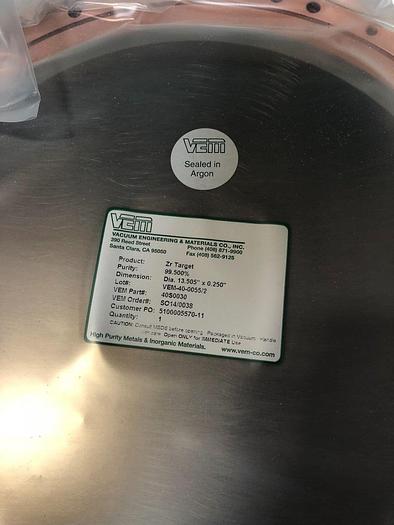 VEM
Sealed in
Argon
VEM
VACUUM ENGINEERING & MATERIALS CO., INC.
390 Reed Street Phone (408) 871-9900
Santa Clara, CA 95050 Fax (408) 562-9125
Product: Zr Target
Purity: 99.500%
Dimension: Dia. 13.505" x 0.250"
Lot#: VEM-40-0055/2
VEM Part#: 40S0030
VEM Order#: SO14/0038
Customer PO: 5100005570-11
Quantity: 1
CAUTION: Consult MSDS before opening. Packaged in Vacuum. Handle
with care. Open ONLY for IMMEDIATE Use
High Purity Metals & Inorganic Materials. www.vem-co.com